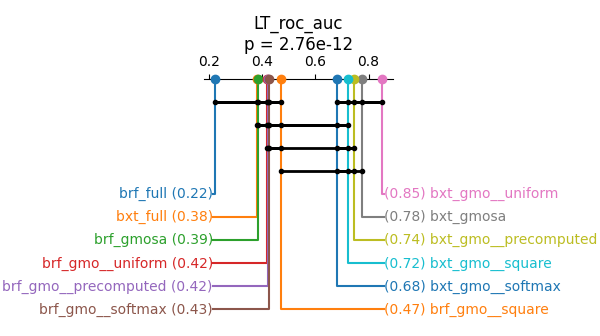 LT_roc_auc
p = 2.76e-12
0.2 0.4 0.6 0.8
brf_full (0.22)
bxt_full (0.38)
brf_gmosa (0.39)
brf_gmo__uniform (0.42)
brf_gmo__precomputed (0.42)
brf_gmo__softmax (0.43)
(0.85) bxt_gmo__uniform
(0.78) bxt_gmosa
(0.74) bxt_gmo__precomputed
(0.72) bxt_gmo__square
(0.68) bxt_gmo__softmax
(0.47) brf_gmo__square